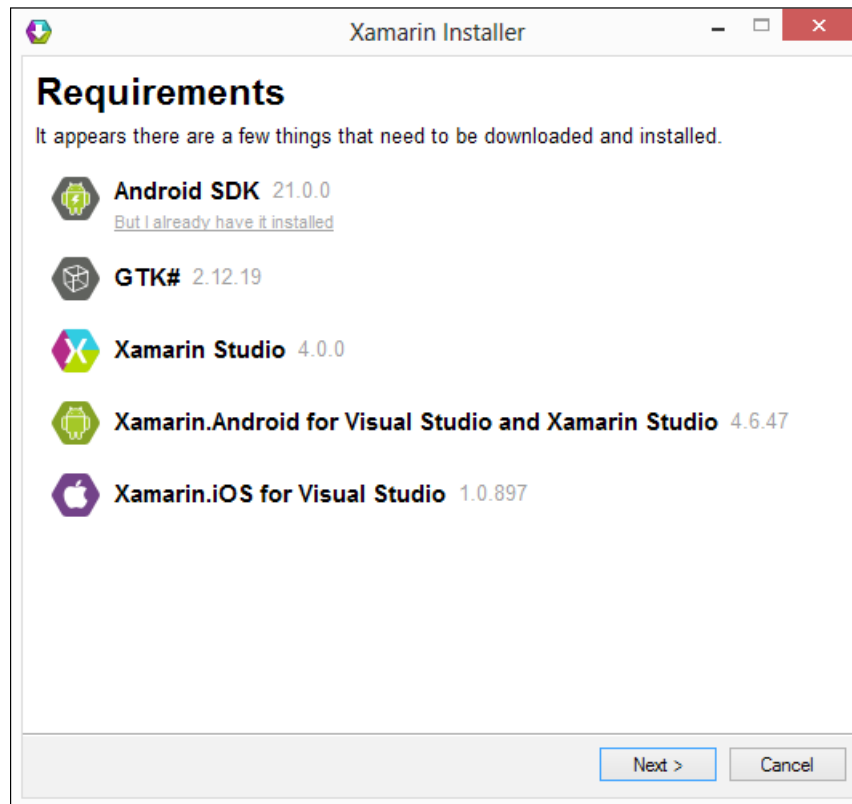 Xamarin Installer
Requirements
It appears there are a few things that need to be downloaded and installed.
Android SDK 21.0.0
But I already have it installed
GTK# 2.12.19
Xamarin Studio 4.0.0
Xamarin.Android for Visual Studio and Xamarin Studio 4.6.47
Xamarin.iOS for Visual Studio 1.0.897
Next > Cancel